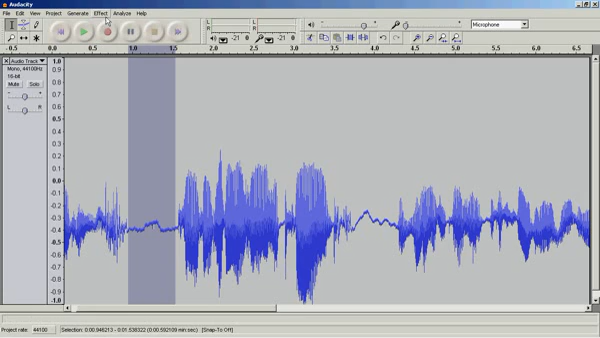 Audacity
File Edit View Project Generate Effect Analyze Help
L R -21 0 L R -21 0 Microphone
-0.5 0.0 0.5 1.0 1.5 2.0 2.5 3.0 3.5 4.0 4.5 5.0 5.5 6.0 6.5
Audio Track
Mono, 44100Hz
16-bit
Mute Solo
- +
L R
1.0
0.9
0.8
0.7
0.6
0.5
0.4
0.3
0.2
0.1
0.0
-0.1
-0.2
-0.3
-0.4
-0.5
-0.6
-0.7
-0.8
-0.9
-1.0
Project rate: 44100 Selection: 0:00.946213 - 0:01.538322 (0:00.592109 min:sec) [Snap-To Off]